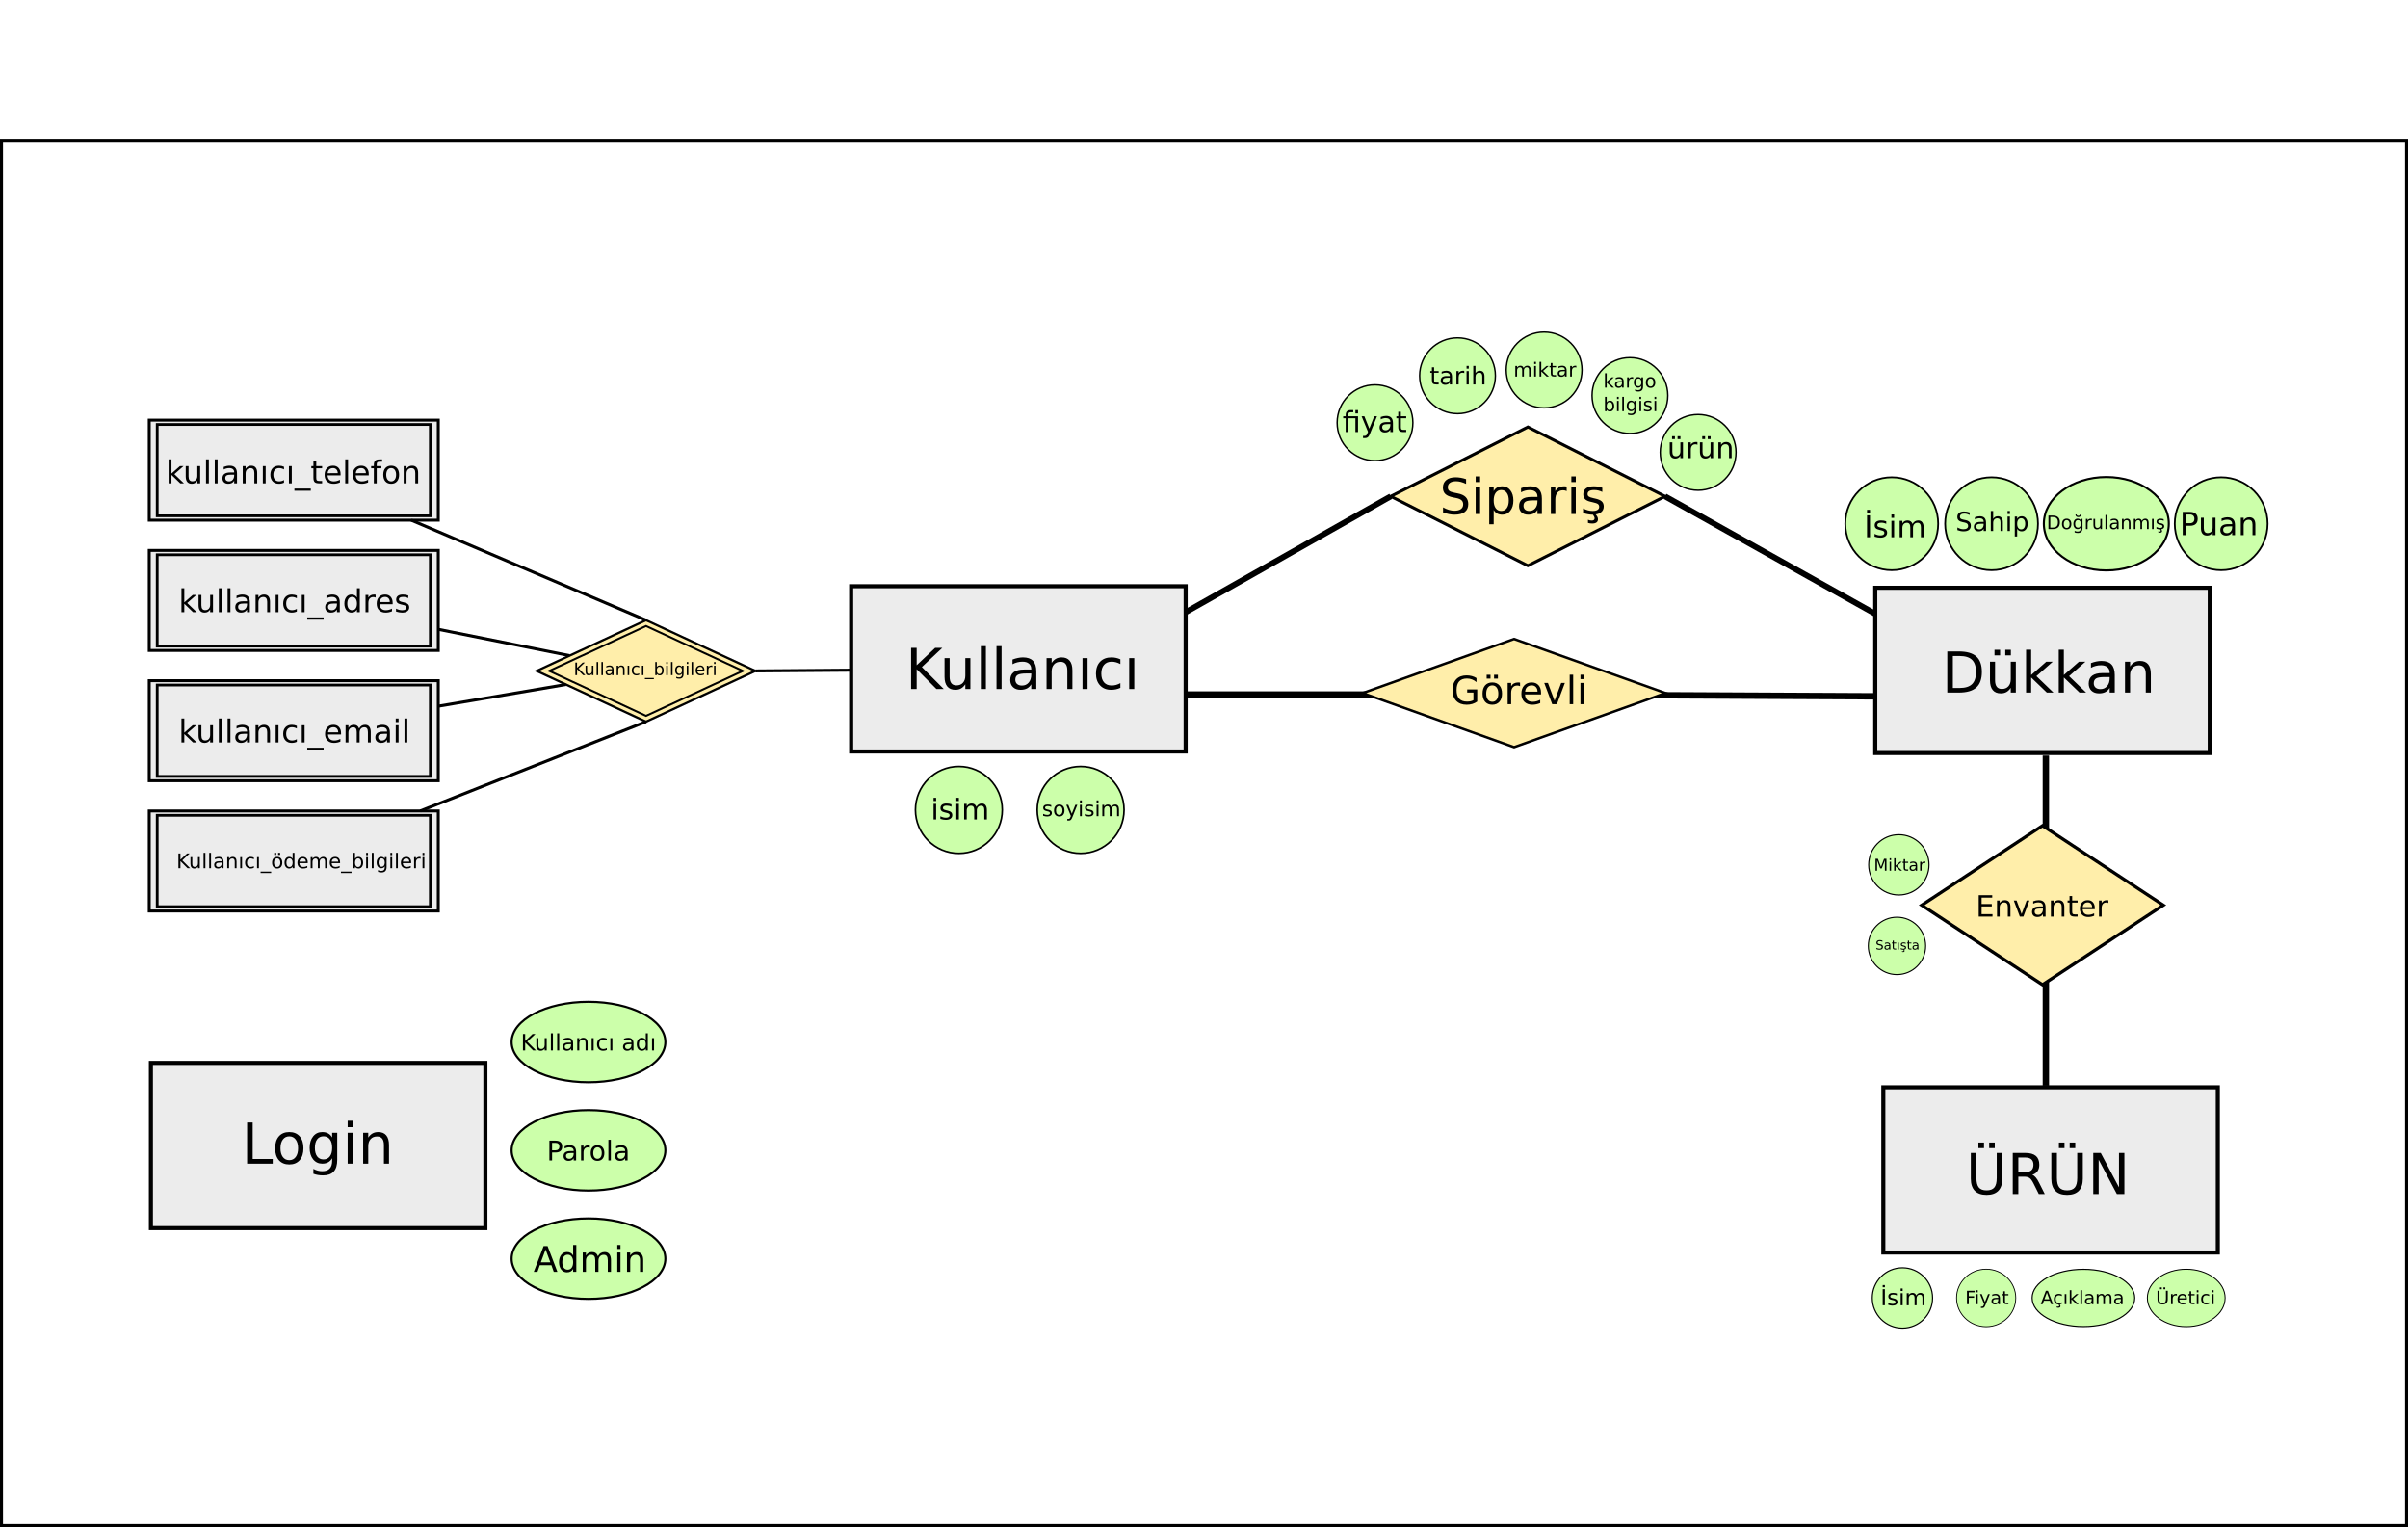 kullanıcı_telefon
kullanıcı_adres
kullanıcı_email
Kullanıcı_ödeme_bilgileri
Kullanıcı_bilgileri
Kullanıcı
isim
soyisim
fiyat
tarih
miktar
kargo
bilgisi
ürün
Sipariş
Görevli
İsim
Sahip
Doğrulanmış
Puan
Dükkan
Miktar
Satışta
Envanter
ÜRÜN
İsim
Fiyat
Açıklama
Üretici
Login
Kullanıcı adı
Parola
Admin